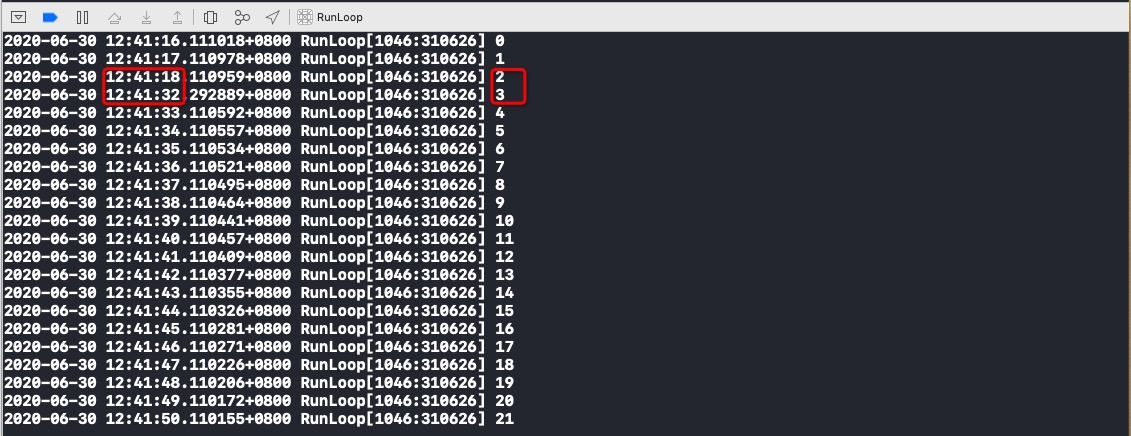 RunLoop
2020-06-30 12:41:16.111018+0800 RunLoop[1046:310626] 0
2020-06-30 12:41:17.110978+0800 RunLoop[1046:310626] 1
2020-06-30 12:41:18.110959+0800 RunLoop[1046:310626] 2
2020-06-30 12:41:32.292889+0800 RunLoop[1046:310626] 3
2020-06-30 12:41:33.110592+0800 RunLoop[1046:310626] 4
2020-06-30 12:41:34.110557+0800 RunLoop[1046:310626] 5
2020-06-30 12:41:35.110534+0800 RunLoop[1046:310626] 6
2020-06-30 12:41:36.110521+0800 RunLoop[1046:310626] 7
2020-06-30 12:41:37.110495+0800 RunLoop[1046:310626] 8
2020-06-30 12:41:38.110464+0800 RunLoop[1046:310626] 9
2020-06-30 12:41:39.110441+0800 RunLoop[1046:310626] 10
2020-06-30 12:41:40.110457+0800 RunLoop[1046:310626] 11
2020-06-30 12:41:41.110409+0800 RunLoop[1046:310626] 12
2020-06-30 12:41:42.110377+0800 RunLoop[1046:310626] 13
2020-06-30 12:41:43.110355+0800 RunLoop[1046:310626] 14
2020-06-30 12:41:44.110326+0800 RunLoop[1046:310626] 15
2020-06-30 12:41:45.110281+0800 RunLoop[1046:310626] 16
2020-06-30 12:41:46.110271+0800 RunLoop[1046:310626] 17
2020-06-30 12:41:47.110226+0800 RunLoop[1046:310626] 18
2020-06-30 12:41:48.110206+0800 RunLoop[1046:310626] 19
2020-06-30 12:41:49.110172+0800 RunLoop[1046:310626] 20
2020-06-30 12:41:50.110155+0800 RunLoop[1046:310626] 21